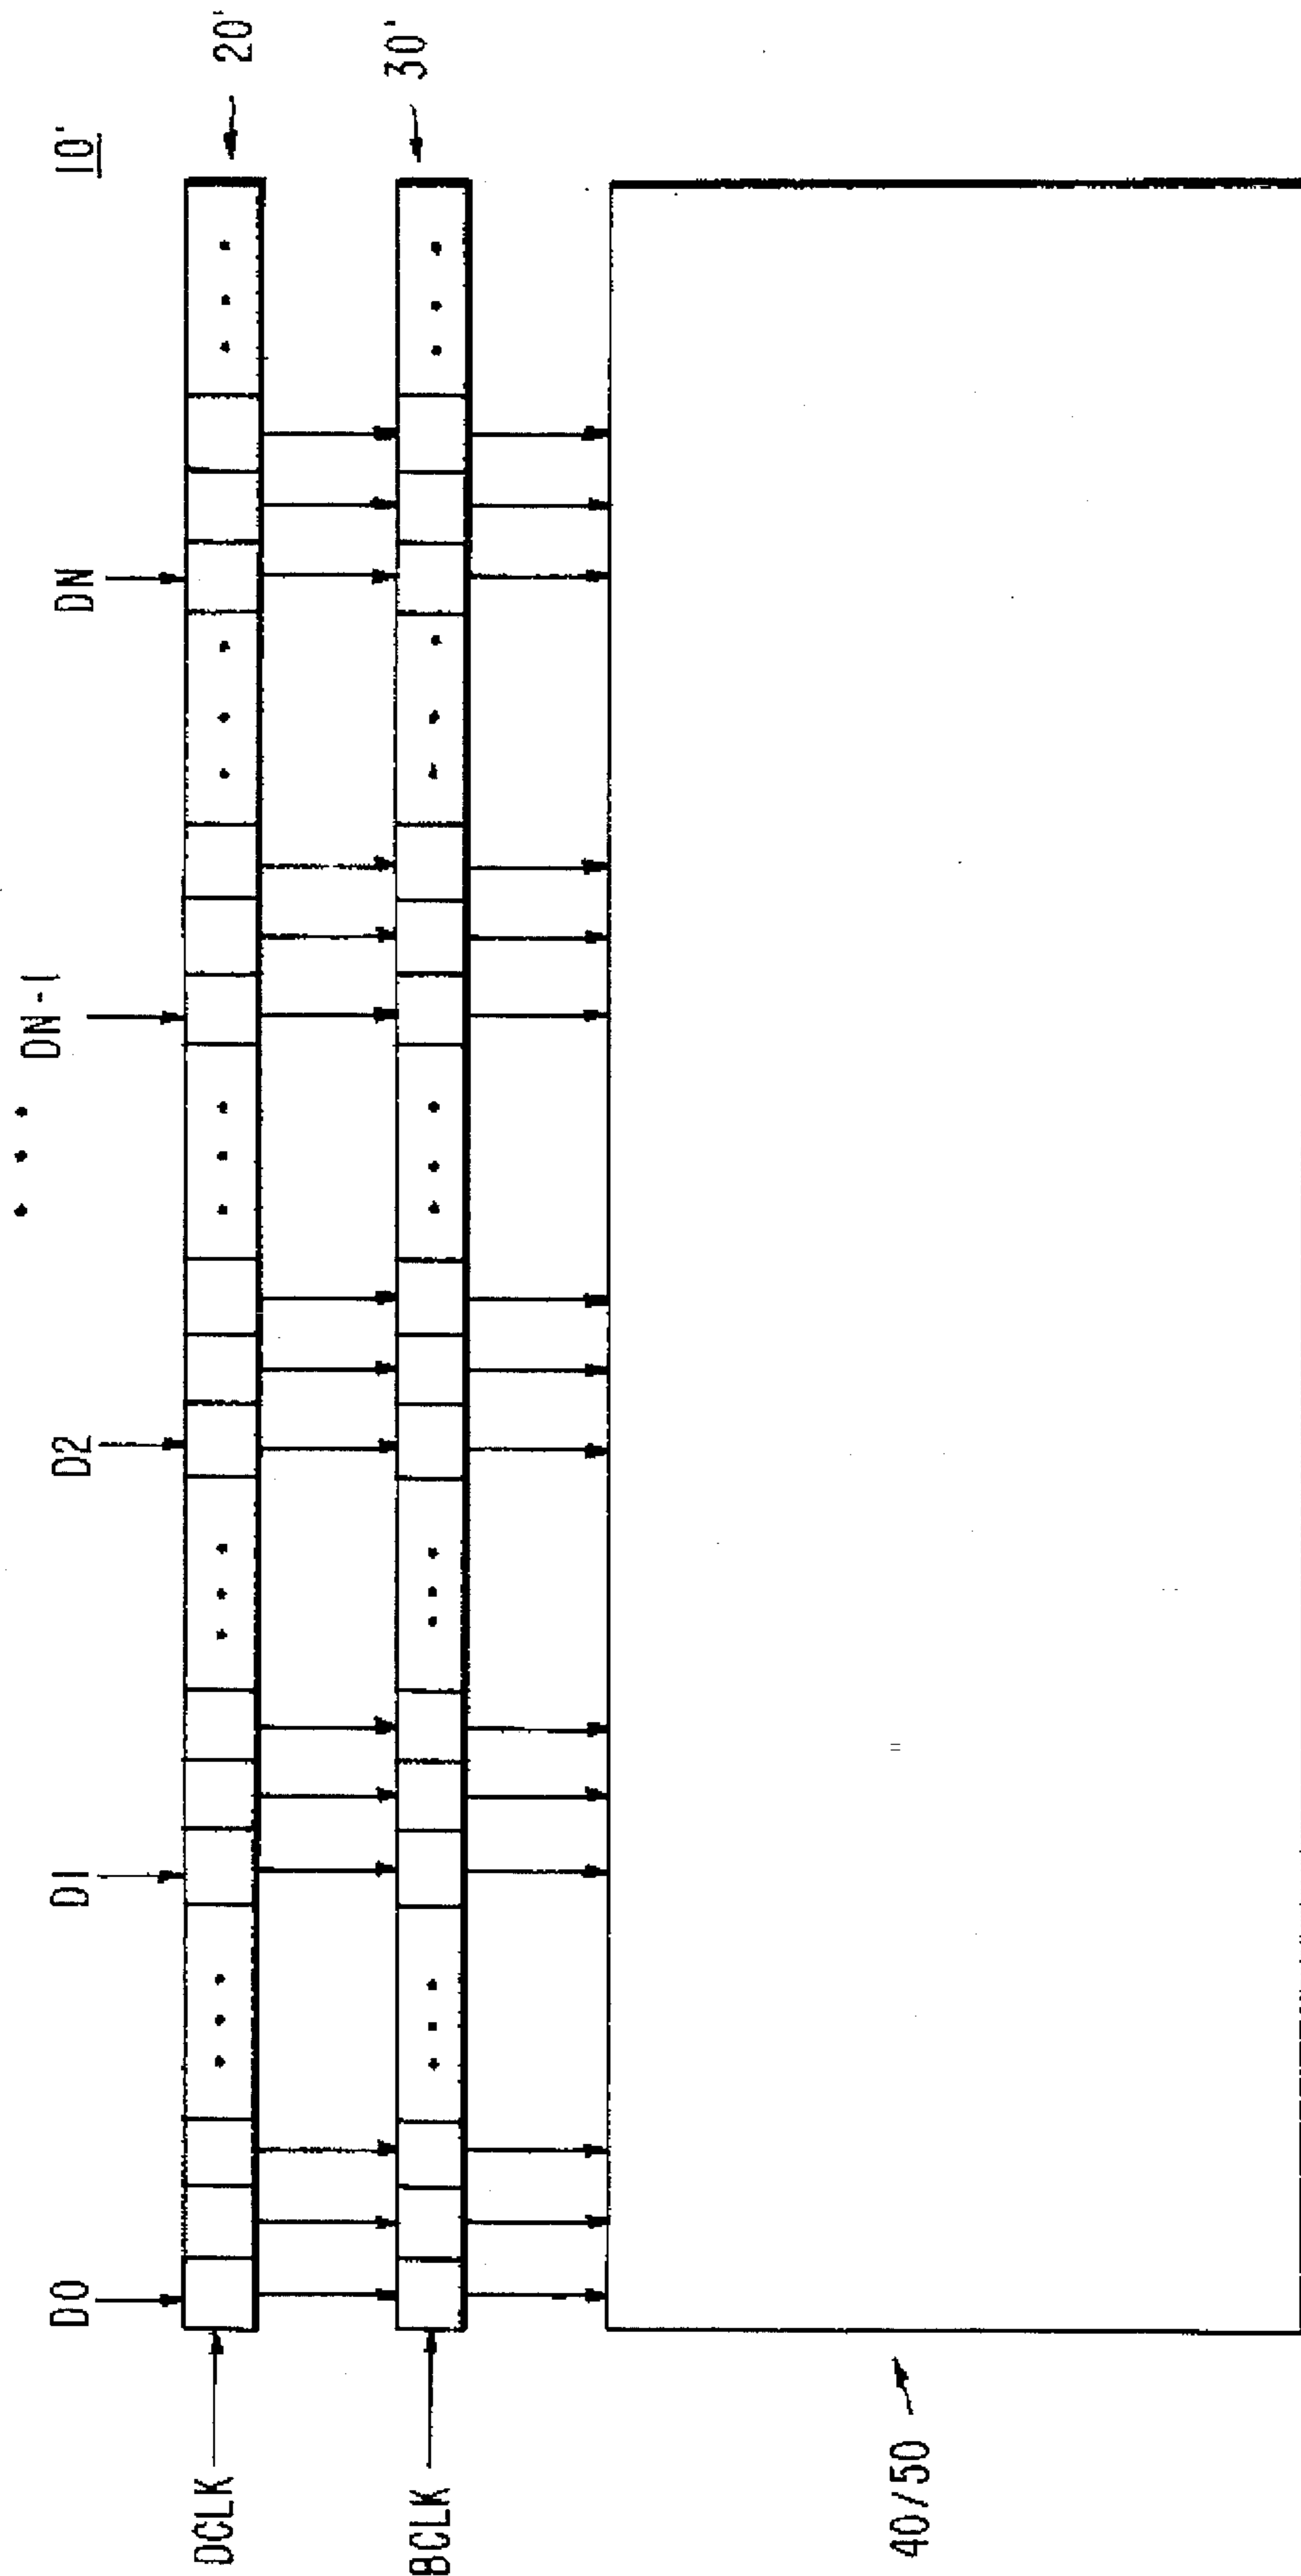 10'
D0
D1
D2
• • •
DN-1
DN
DCLK
20'
BCLK
30'
40/50